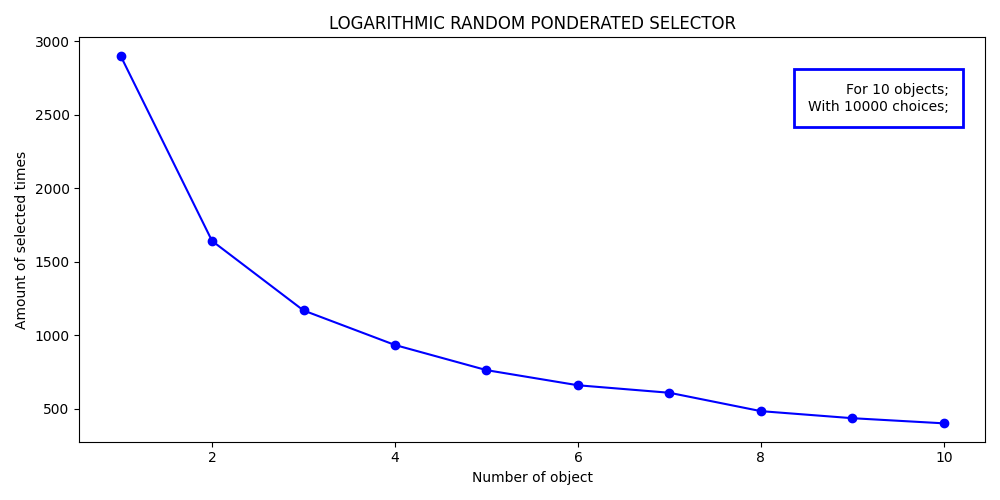 LOGARITHMIC RANDOM PONDERATED SELECTOR
3000
2500
2000
1500
1000
500
Amount of selected times
For 10 objects;
With 10000 choices;
2 4 6 8 10
Number of object